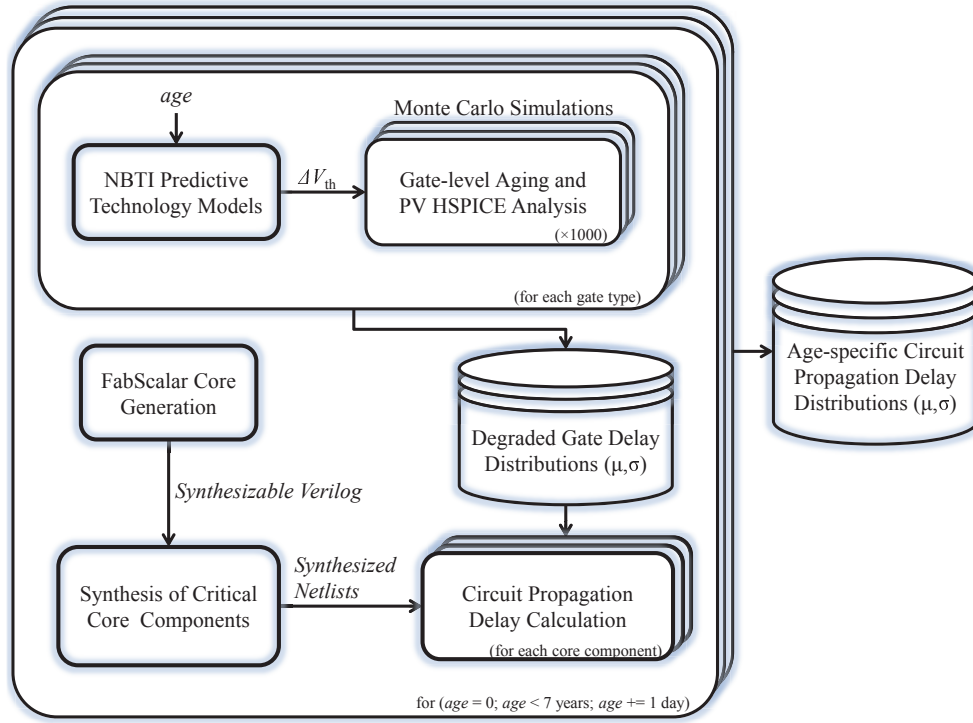 age
Monte Carlo Simulations
NBTI Predictive
Technology Models
ΔVth
Gate-level Aging and
PV HSPICE Analysis
(×1000)
(for each gate type)
FabScalar Core
Generation
Degraded Gate Delay
Distributions (μ,σ)
Age-specific Circuit
Propagation Delay
Distributions (μ,σ)
Synthesizable Verilog
Synthesis of Critical
Core Components
Synthesized
Netlists
Circuit Propagation
Delay Calculation
(for each core component)
for (age = 0; age < 7 years; age += 1 day)